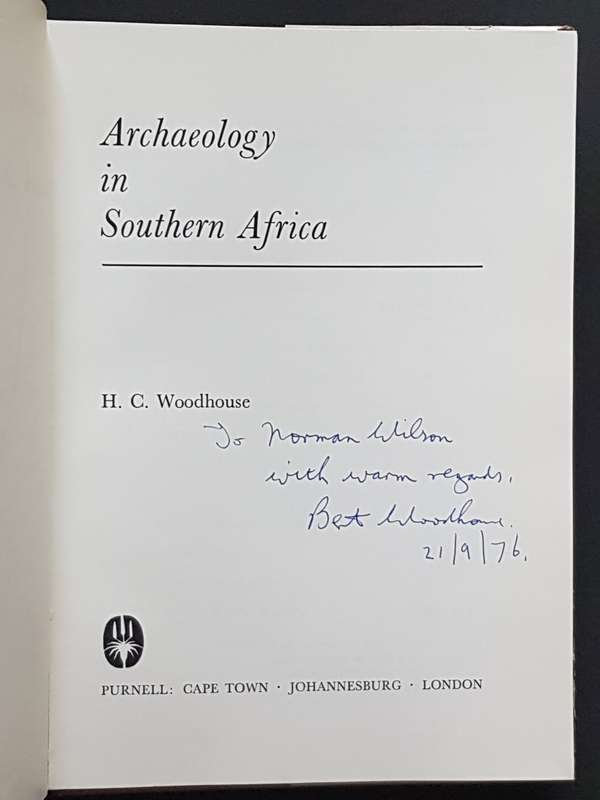 Archaeology
in
Southern Africa
H. C. Woodhouse
To Norman Wilson
with warm regards,
Bert Woodhouse.
21/9/76.
PURNELL: CAPE TOWN · JOHANNESBURG · LONDON